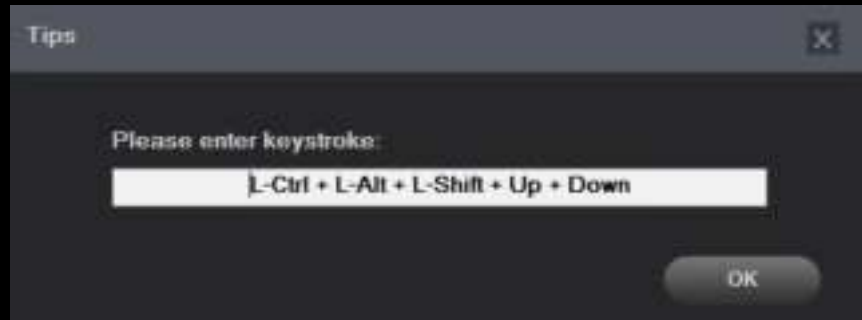 Tips
Please enter keystroke:
L-Ctrl + L-Alt + L-Shift + Up + Down
OK